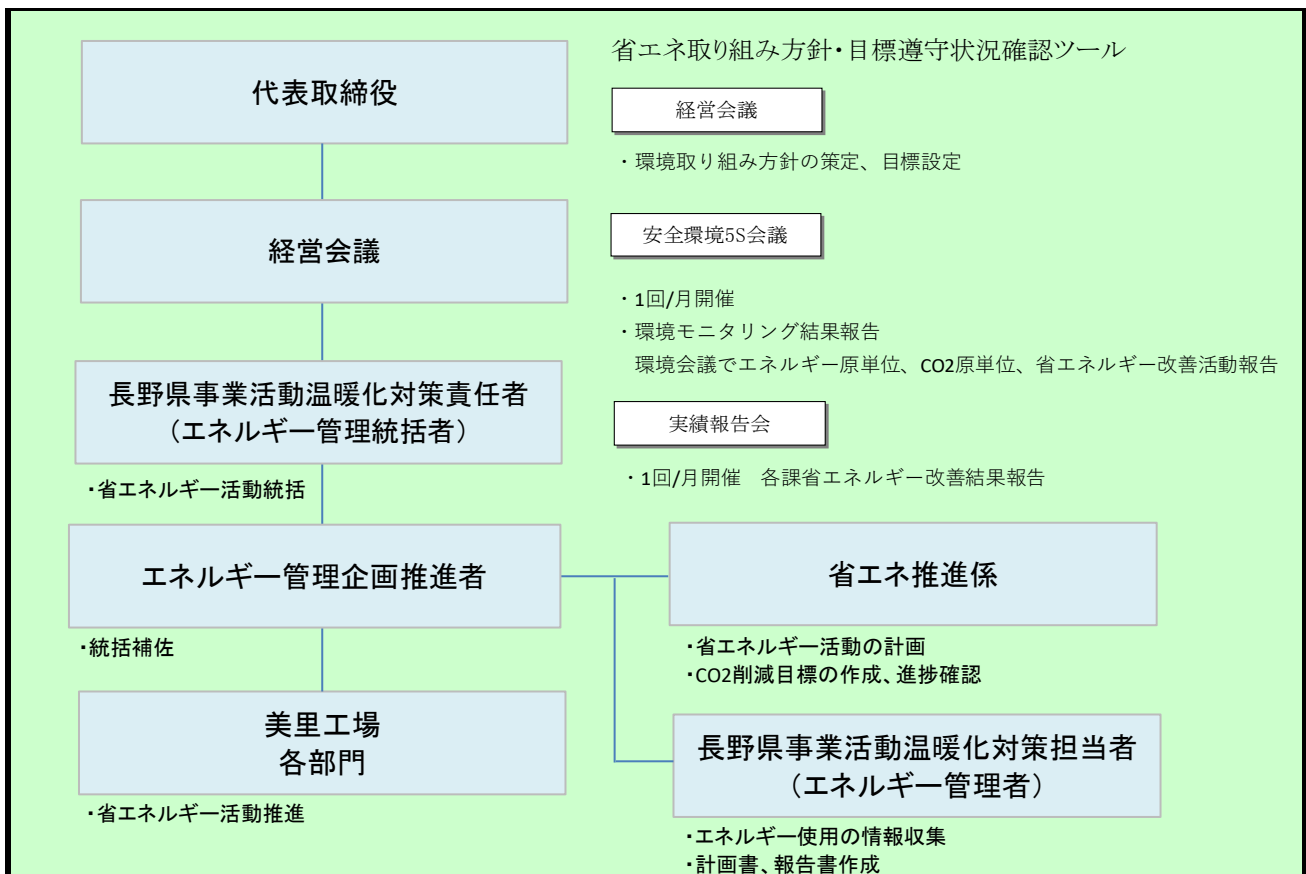 代表取締役
経営会議
長野県事業活動温暖化対策責任者
（エネルギー管理統括者）
・省エネルギー活動統括
エネルギー管理企画推進者
・統括補佐
美里工場
各部門
・省エネルギー活動推進
省エネ取り組み方針・目標遵守状況確認ツール
経営会議
・環境取り組み方針の策定、目標設定
安全環境5S会議
・1回/月開催
・環境モニタリング結果報告
環境会議でエネルギー原単位、CO2原単位、省エネルギー改善活動報告
実績報告会
・1回/月開催　各課省エネルギー改善結果報告
省エネ推進係
・省エネルギー活動の計画
・CO2削減目標の作成、進捗確認
長野県事業活動温暖化対策担当者
（エネルギー管理者）
・エネルギー使用の情報収集
・計画書、報告書作成